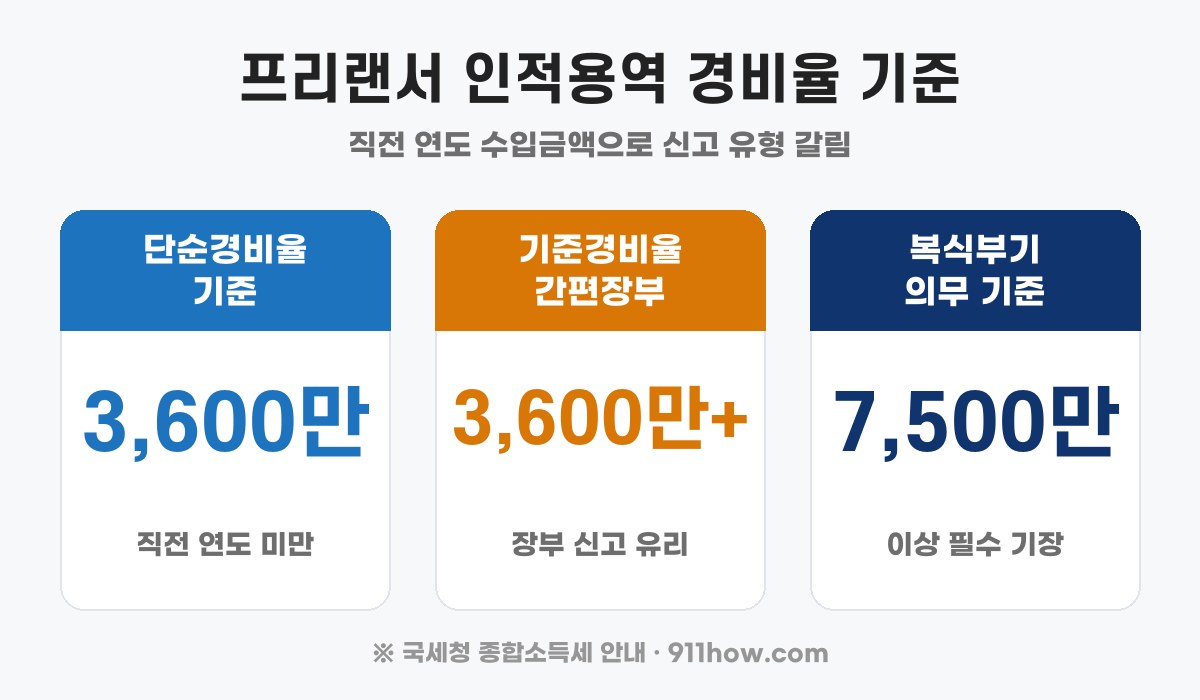 프리랜서 인적용역 경비율 기준
직전 연도 수입금액으로 신고 유형 갈림
단순경비율
기준
3,600만
직전 연도 미만
기준경비율
간편장부
3,600만+
장부 신고 유리
복식부기
의무 기준
7,500만
이상 필수 기장
※ 국세청 종합소득세 안내 · 911how.com